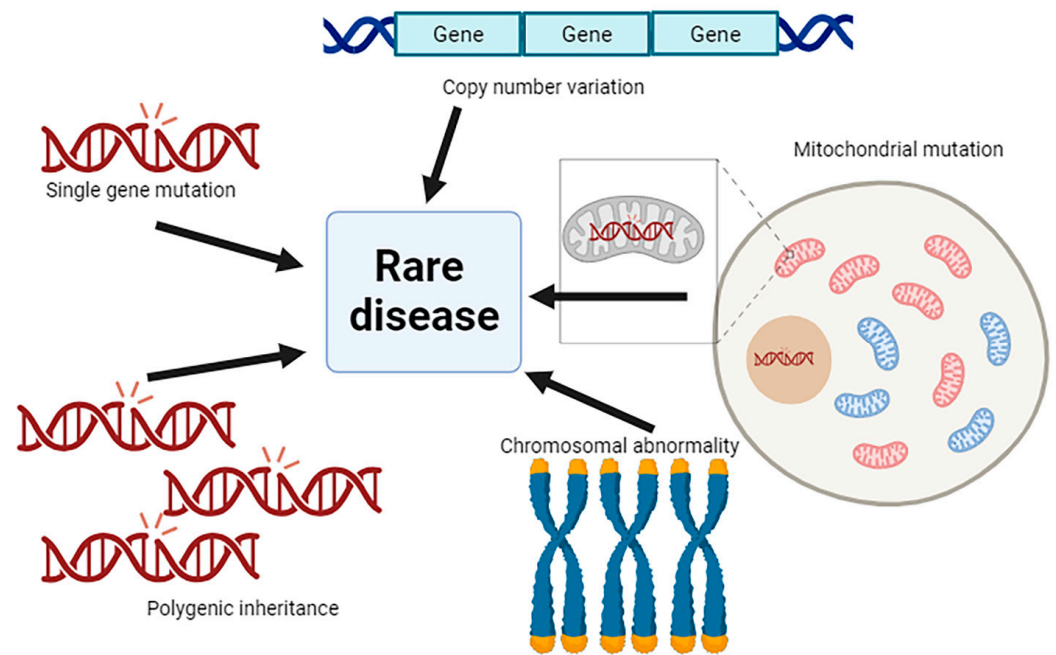 Gene Gene Gene
Copy number variation
Mitochondrial mutation
Single gene mutation
Rare
disease
Chromosomal abnormality
Polygenic inheritance